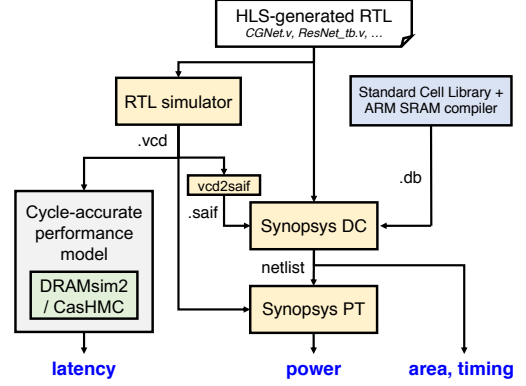 HLS-generated RTL
CGNet.v, ResNet_tb.v, ...
RTL simulator
Standard Cell Library +
ARM SRAM compiler
.vcd
vcd2saif
.db
.saif
Cycle-accurate
performance
model
Synopsys DC
DRAMsim2
/ CasHMC
netlist
Synopsys PT
latency
power
area, timing